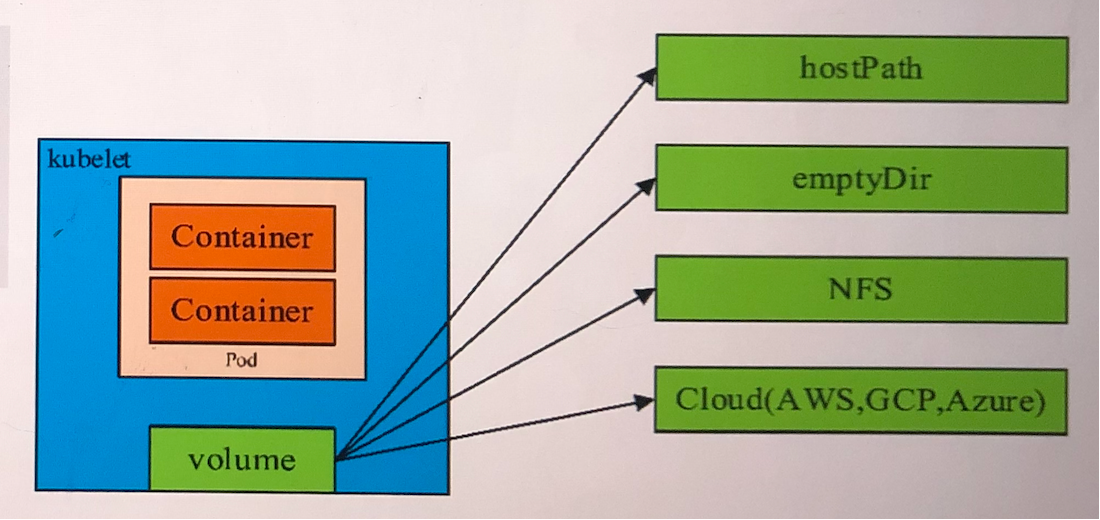 kubelet
Container
Container
Pod
volume
hostPath
emptyDir
NFS
Cloud(AWS,GCP,Azure)